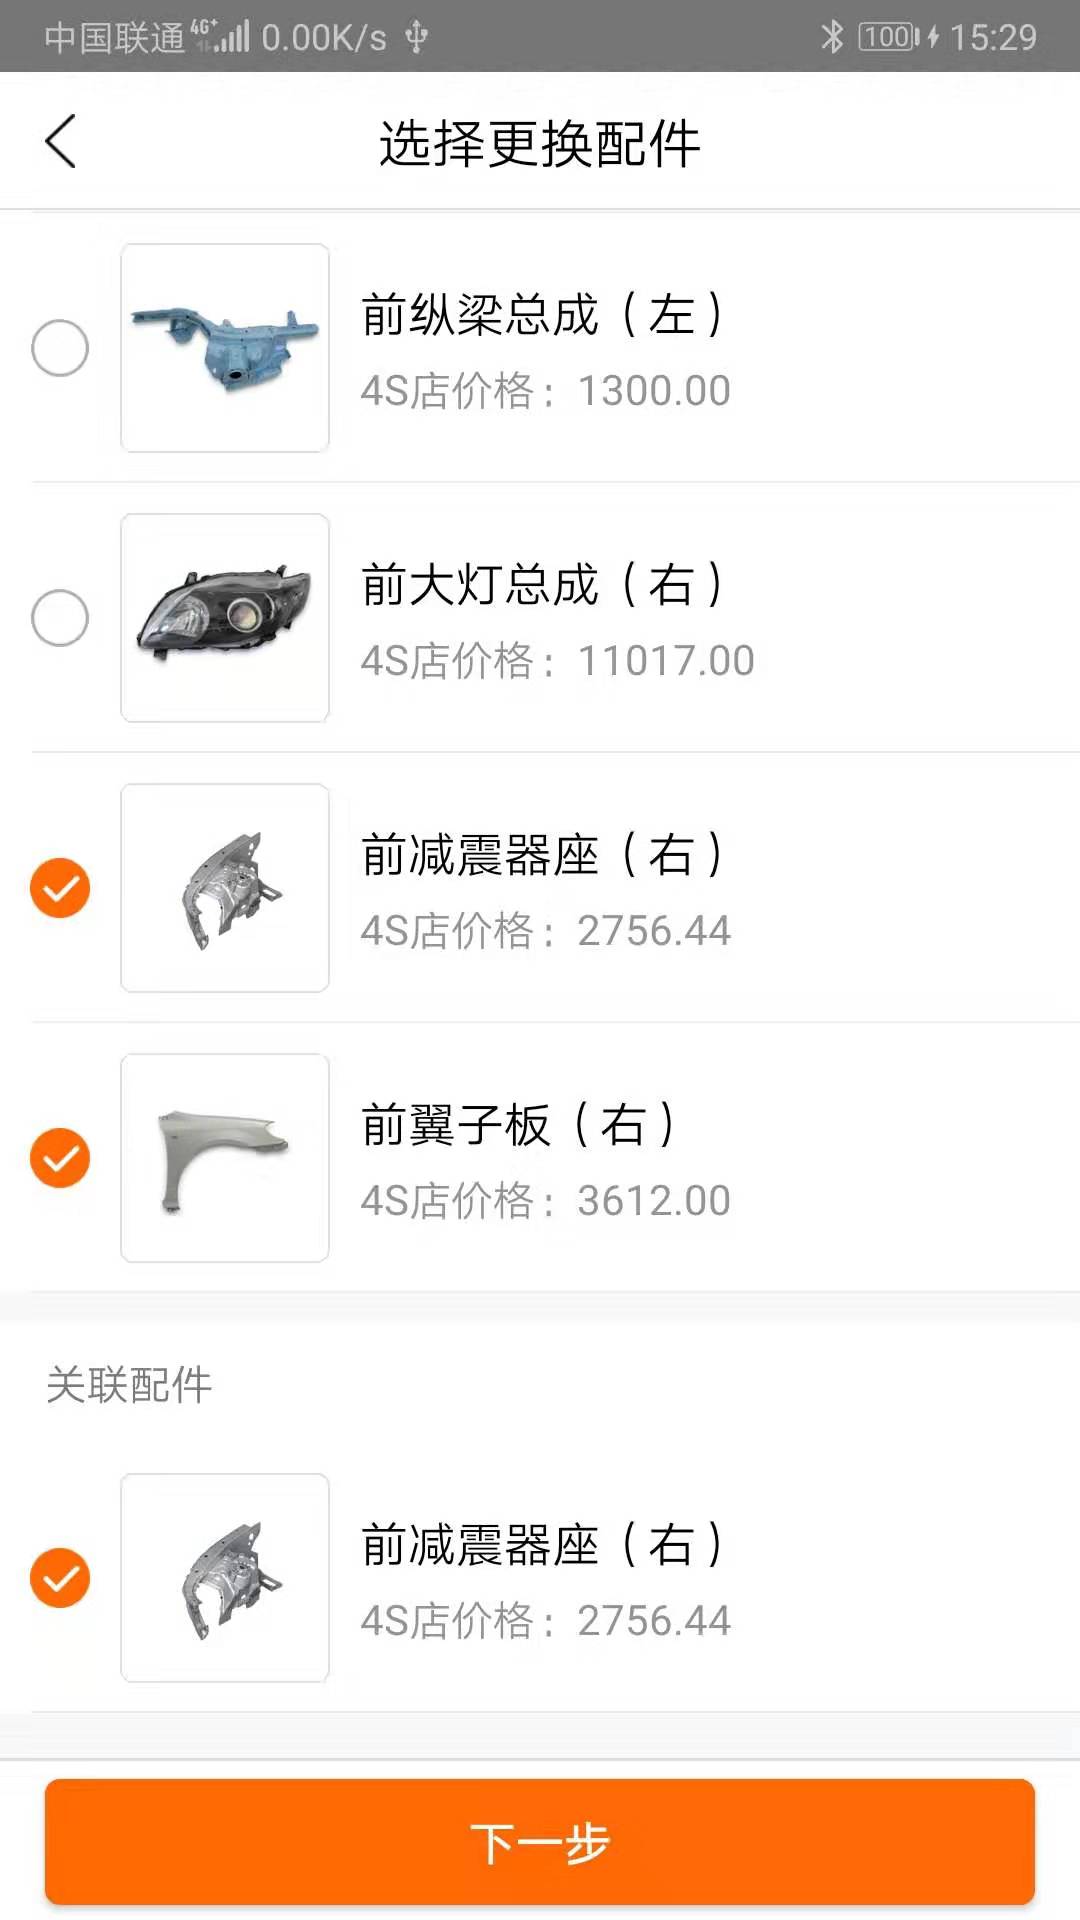 中国联通 4G+ 0.00K/s 100 15:29
选择更换配件
前纵梁总成（左）
4S店价格：1300.00
前大灯总成（右）
4S店价格：11017.00
前减震器座（右）
4S店价格：2756.44
前翼子板（右）
4S店价格：3612.00
关联配件
前减震器座（右）
4S店价格：2756.44
下一步